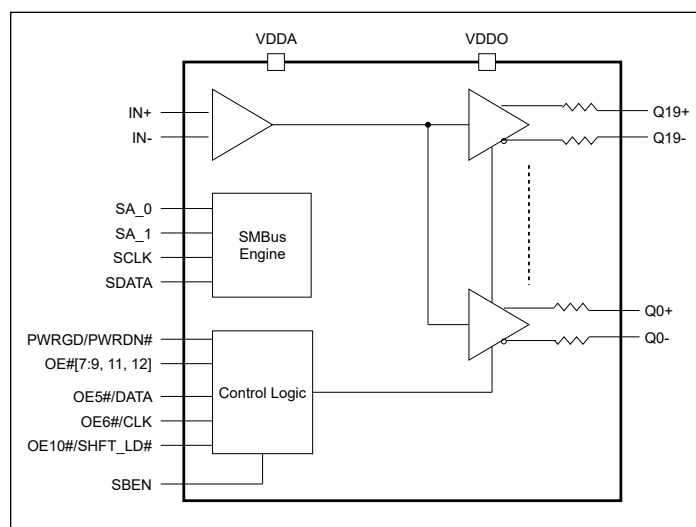 VDDA
VDDO
IN+
IN-
Q19+
Q19-
SA_0
SA_1
SCLK
SDATA
SMBus
Engine
Q0+
Q0-
PWRGD/PWRDN#
OE#[7:9, 11, 12]
OE5#/DATA
OE6#/CLK
OE10#/SHFT_LD#
Control Logic
SBEN